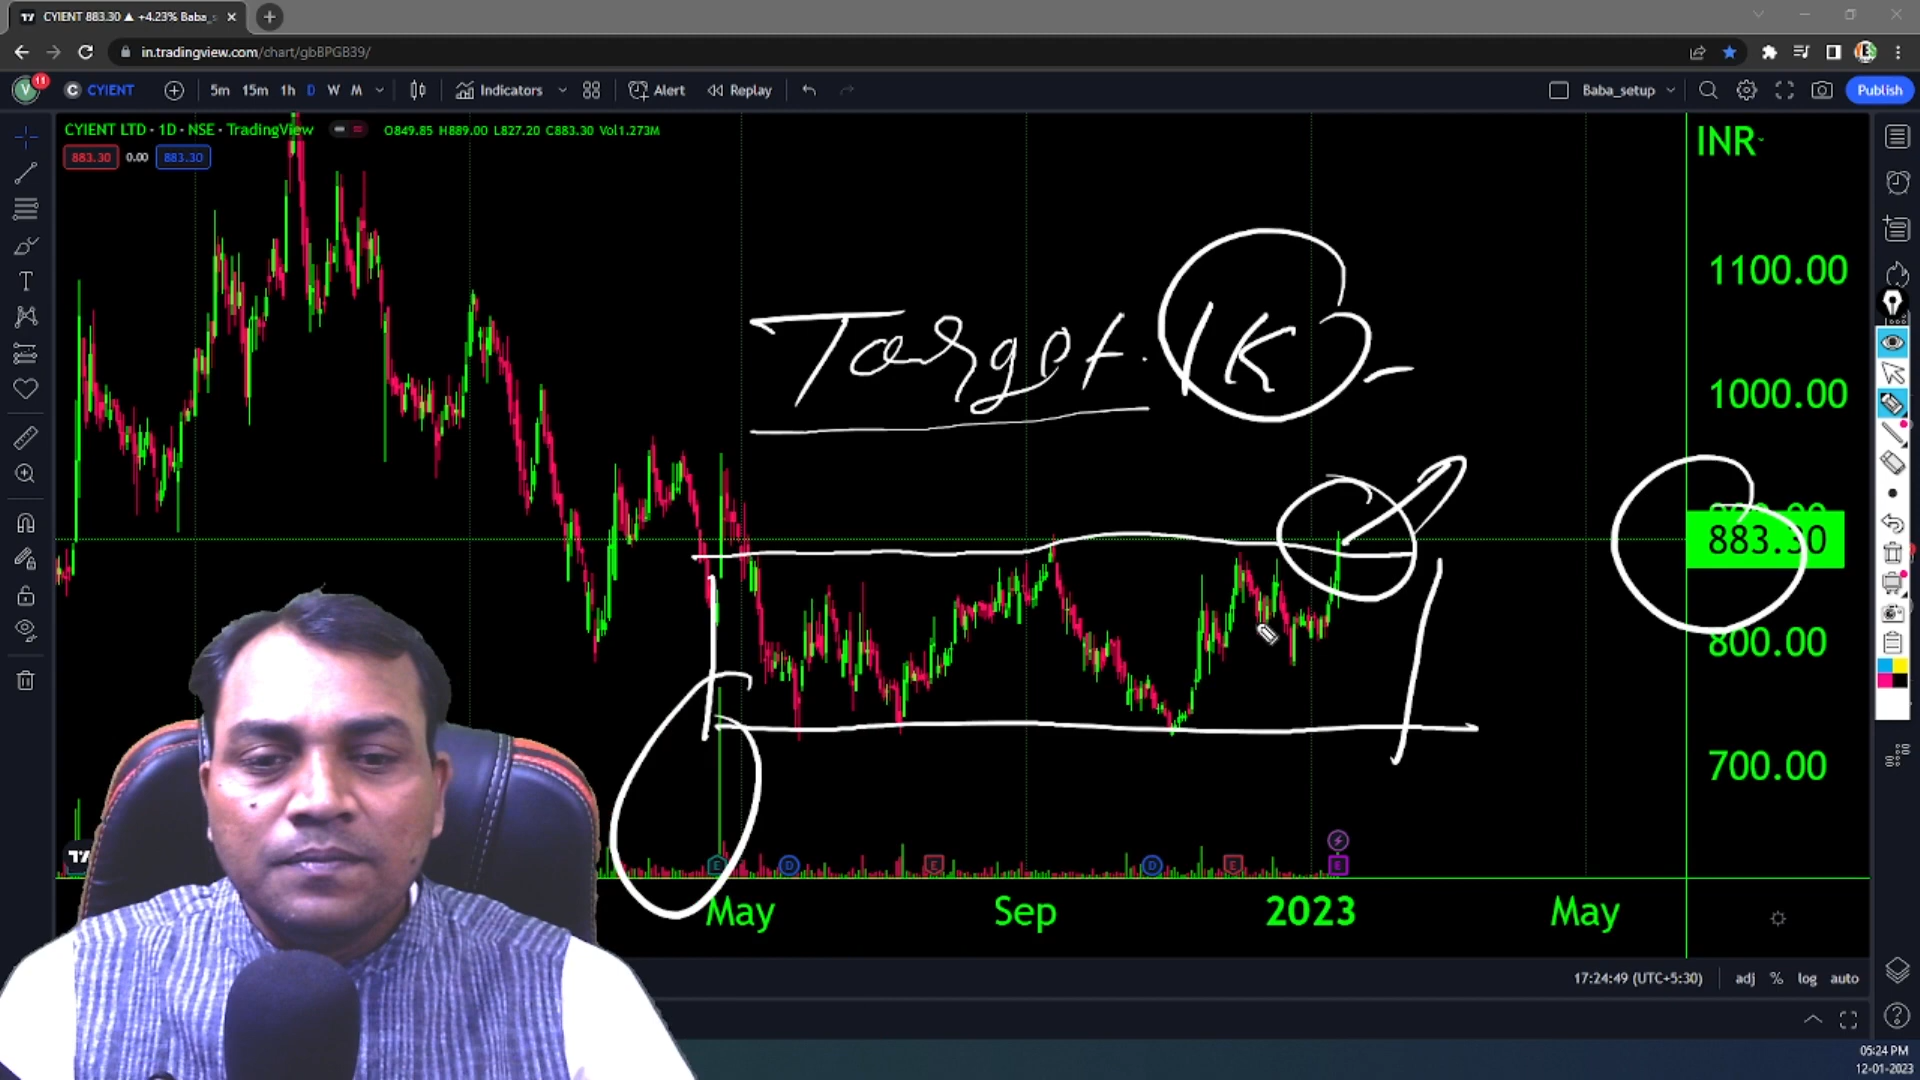 CYIENT 883.30 ▲ +4.23% Baba_s
in.tradingview.com/chart/gbBPGB39/
11
V
C CYIENT
5m 15m 1h D W M
Indicators
Alert
Replay
Baba_setup
Publish
CYIENT LTD · 1D · NSE · TradingView
O849.85 H889.00 L827.20 C883.30 Vol1.273M
883.30 0.00 883.30
INR
1100.00
Target. 1K -
1000.00
883.30
800.00
700.00
E D E D E E
May Sep 2023 May
17:24:49 (UTC+5:30) adj % log auto
05:24 PM
12-01-2023